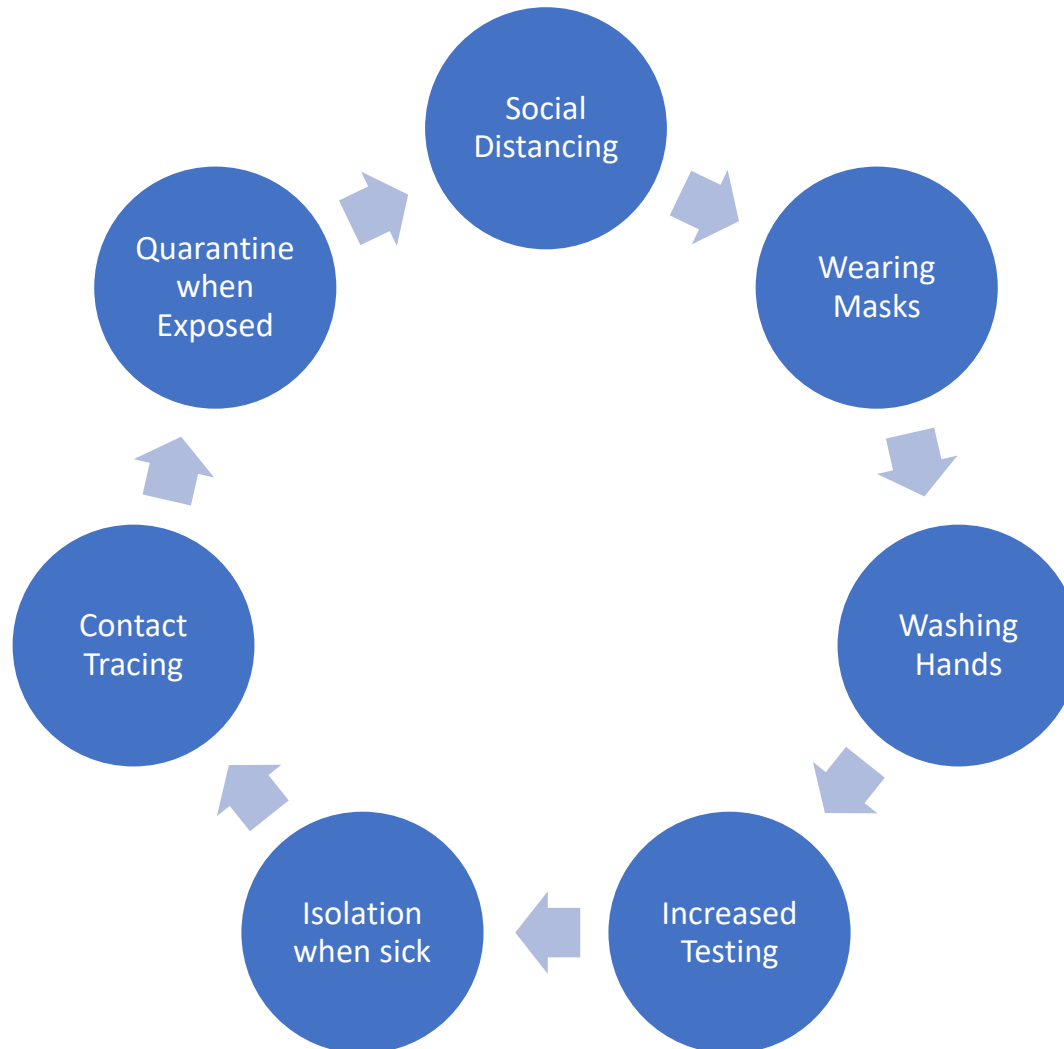 Social
Distancing
Wearing
Masks
Washing
Hands
Increased
Testing
Isolation
when sick
Contact
Tracing
Quarantine
when
Exposed